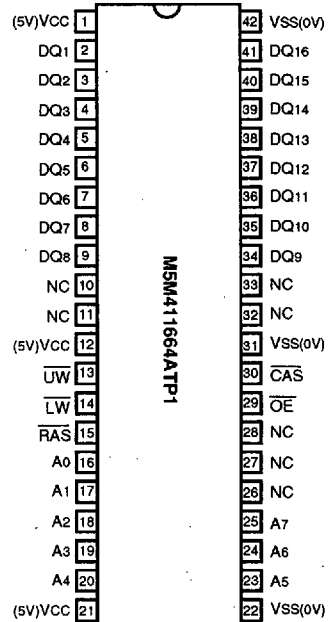 (5V)VCC 1 42 VSS(0V)
DQ1 2 41 DQ16
DQ2 3 40 DQ15
DQ3 4 39 DQ14
DQ4 5 38 DQ13
DQ5 6 37 DQ12
DQ6 7 36 DQ11
DQ7 8 35 DQ10
DQ8 9 34 DQ9
NC 10 33 NC
NC 11 32 NC
(5V)VCC 12 31 VSS(0V)
UW 13 30 CAS
LW 14 29 OE
RAS 15 28 NC
A0 16 27 NC
A1 17 26 NC
A2 18 25 A7
A3 19 24 A6
A4 20 23 A5
(5V)VCC 21 22 VSS(0V)
M5M411664ATP1